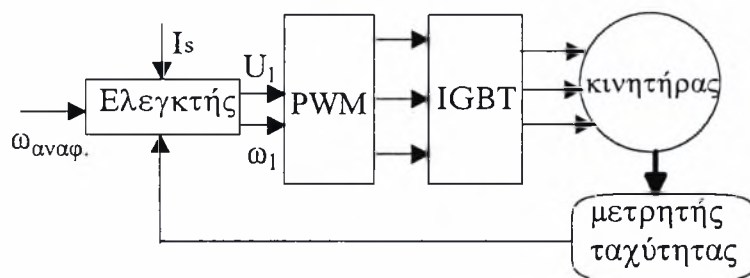 Is
U1
Ελεγκτής
PWM
IGBT
κινητήρας
ωαναφ.
ω1
μετρητής
ταχύτητας